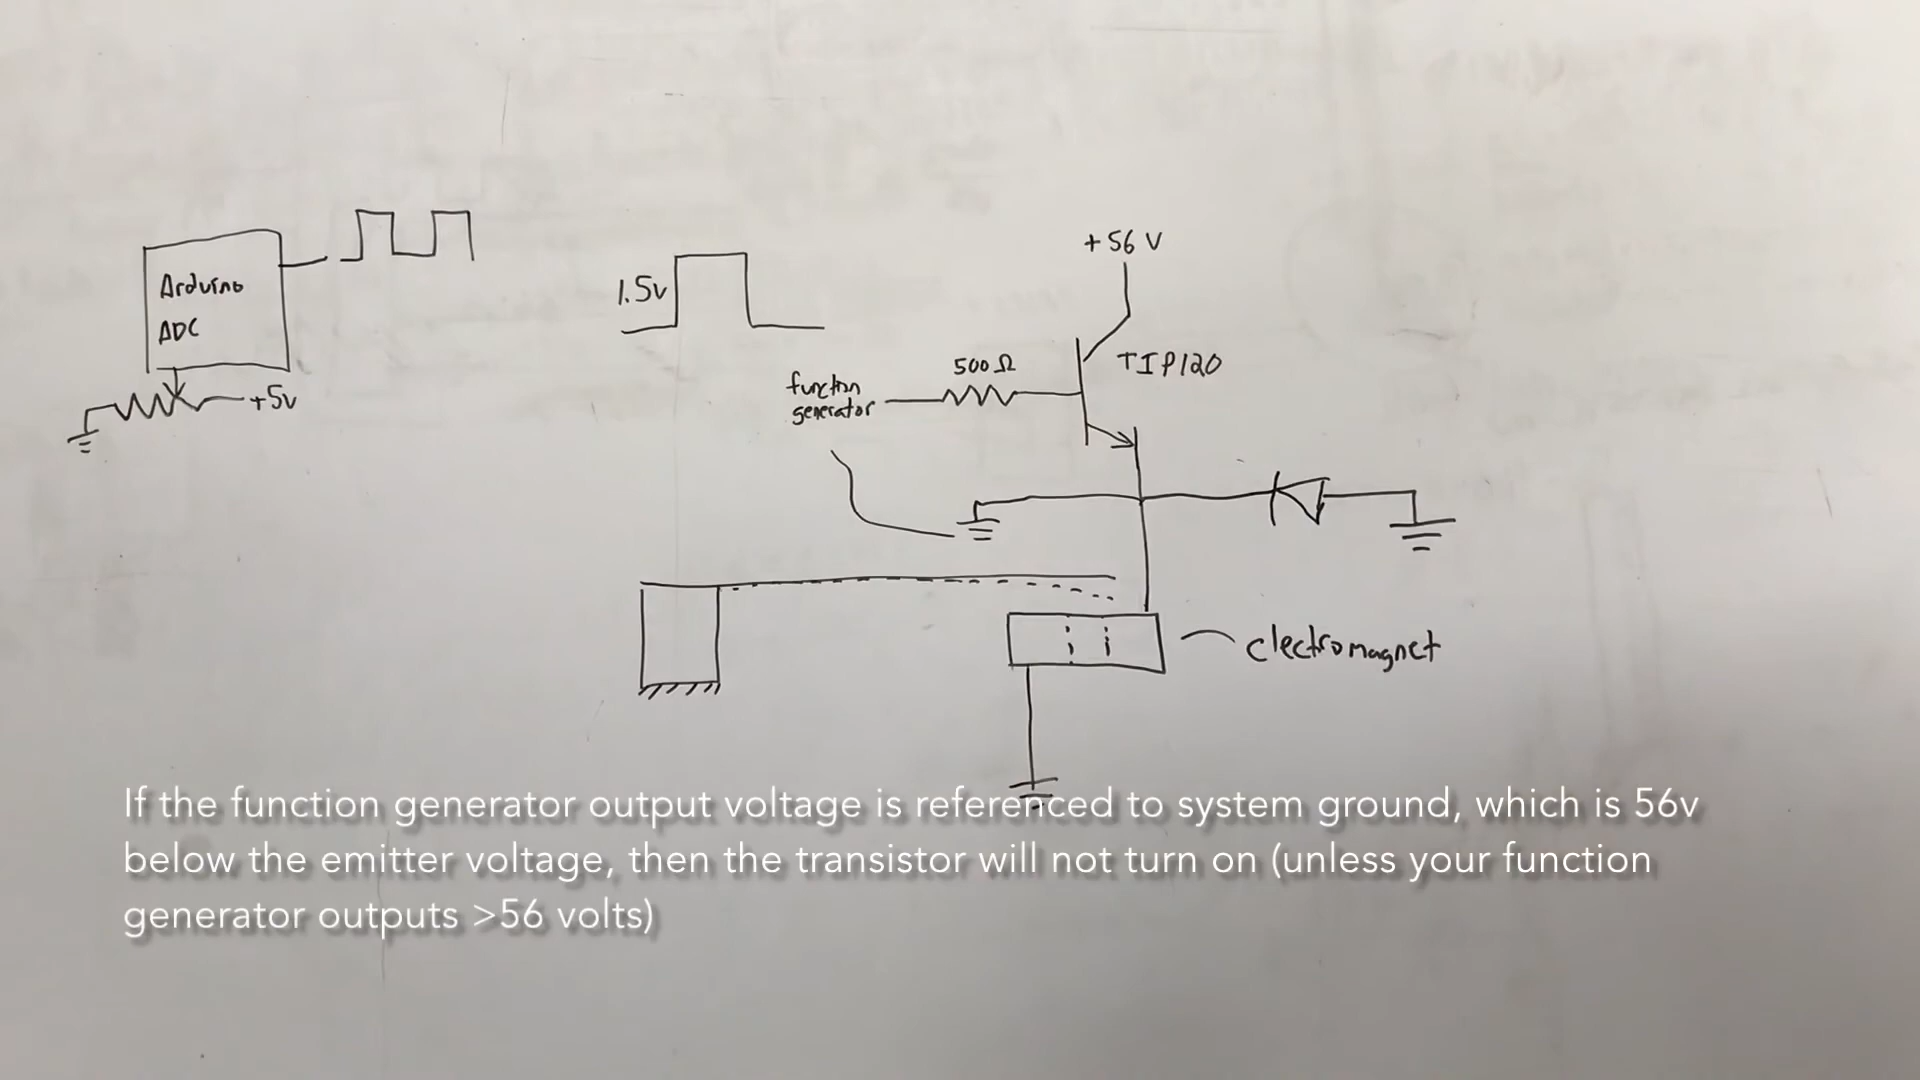 Arduino
ADC
+5v
1.5v
function
generator
500Ω
+56 V
TIP120
electromagnet
If the function generator output voltage is referenced to system ground, which is 56v
below the emitter voltage, then the transistor will not turn on (unless your function
generator outputs >56 volts)